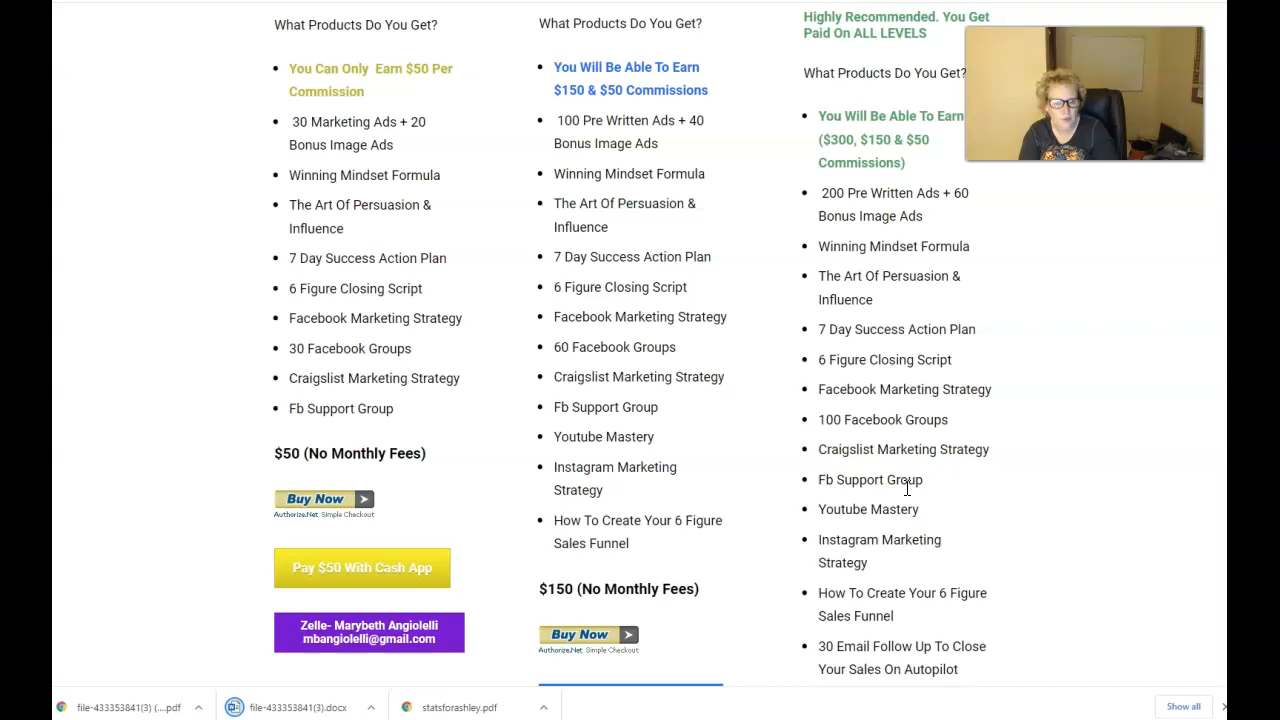 What Products Do You Get?
You Can Only Earn $50 Per
Commission
30 Marketing Ads + 20
Bonus Image Ads
Winning Mindset Formula
The Art Of Persuasion &
Influence
7 Day Success Action Plan
6 Figure Closing Script
Facebook Marketing Strategy
30 Facebook Groups
Craigslist Marketing Strategy
Fb Support Group
$50 (No Monthly Fees)
Buy Now
Authorize.Net Simple Checkout
Pay $50 With Cash App
Zelle- Marybeth Angiolelli
mbangiolelli@gmail.com
What Products Do You Get?
You Will Be Able To Earn
$150 & $50 Commissions
100 Pre Written Ads + 40
Bonus Image Ads
Winning Mindset Formula
The Art Of Persuasion &
Influence
7 Day Success Action Plan
6 Figure Closing Script
Facebook Marketing Strategy
60 Facebook Groups
Craigslist Marketing Strategy
Fb Support Group
Youtube Mastery
Instagram Marketing
Strategy
How To Create Your 6 Figure
Sales Funnel
$150 (No Monthly Fees)
Buy Now
Authorize.Net Simple Checkout
Highly Recommended. You Get
Paid On ALL LEVELS
What Products Do You Get?
You Will Be Able To Earn
($300, $150 & $50
Commissions)
200 Pre Written Ads + 60
Bonus Image Ads
Winning Mindset Formula
The Art Of Persuasion &
Influence
7 Day Success Action Plan
6 Figure Closing Script
Facebook Marketing Strategy
100 Facebook Groups
Craigslist Marketing Strategy
Fb Support Group
Youtube Mastery
Instagram Marketing
Strategy
How To Create Your 6 Figure
Sales Funnel
30 Email Follow Up To Close
Your Sales On Autopilot
file-433353841(3) (....pdf
file-433353841(3).docx
statsforashley.pdf
Show all